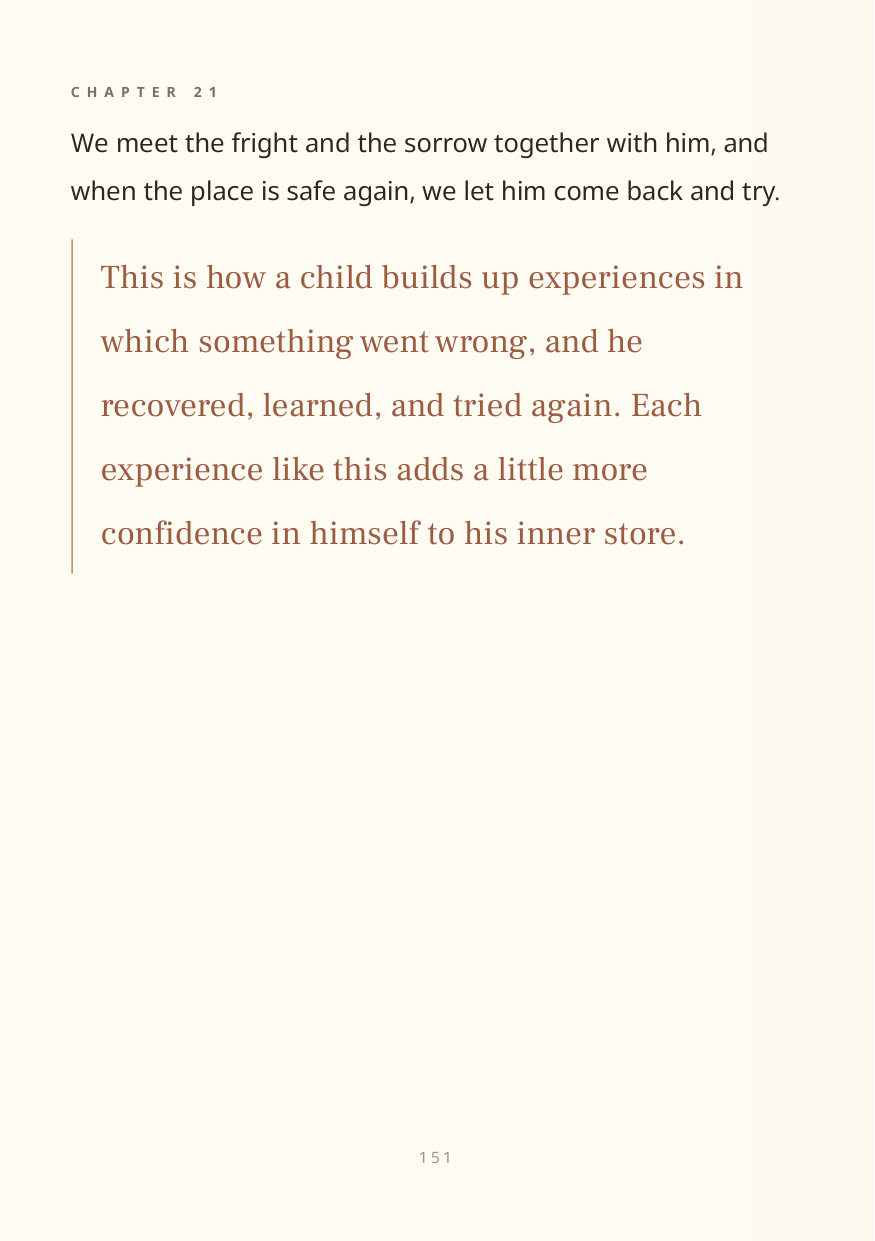 CHAPTER 21
We meet the fright and the sorrow together with him, and
when the place is safe again, we let him come back and try.
This is how a child builds up experiences in
which something went wrong, and he
recovered, learned, and tried again. Each
experience like this adds a little more
confidence in himself to his inner store.
151